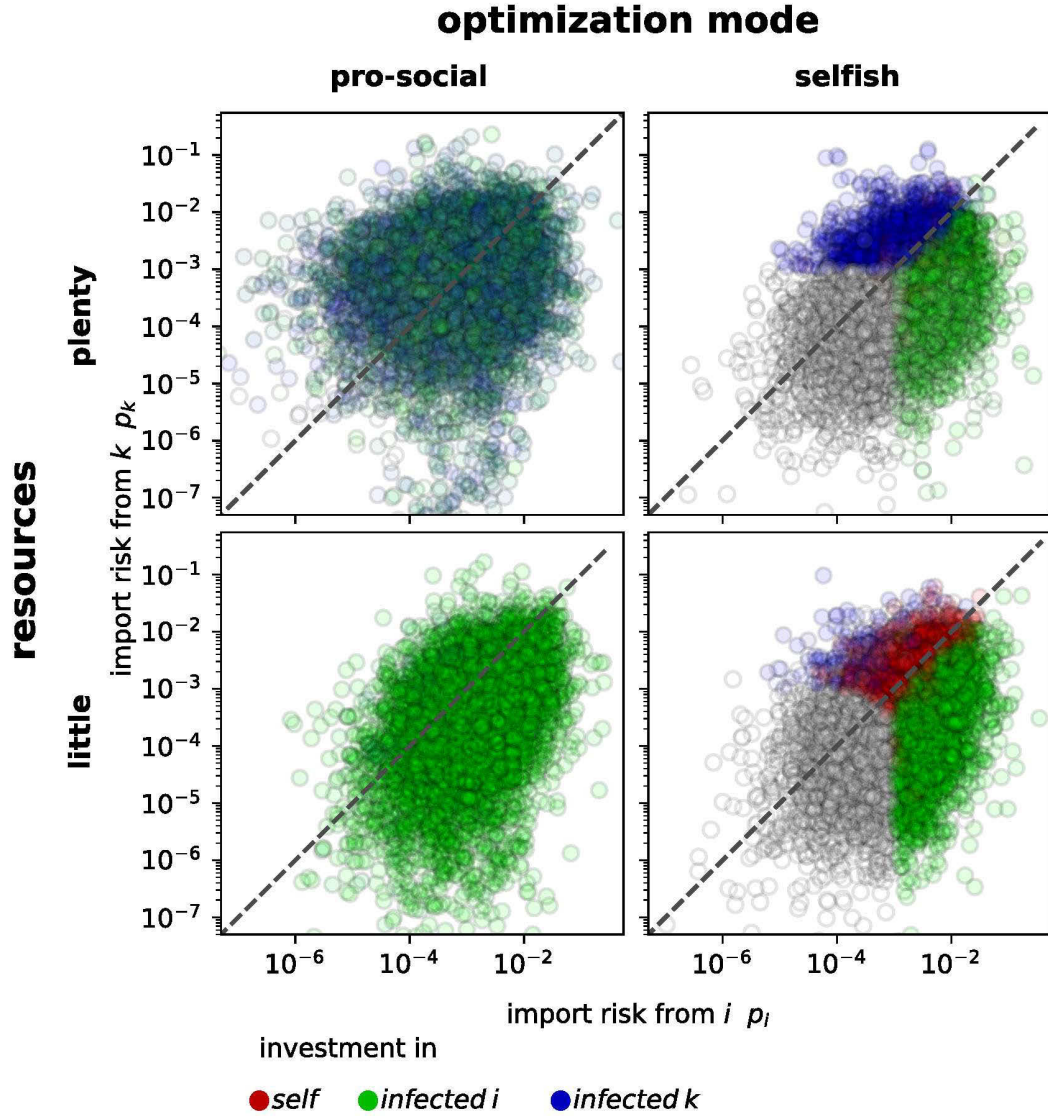 optimization mode
pro-social
selfish
resources
plenty
import risk from k p_k
10⁻¹
10⁻²
10⁻³
10⁻⁴
10⁻⁵
10⁻⁶
10⁻⁷
little
10⁻¹
10⁻²
10⁻³
10⁻⁴
10⁻⁵
10⁻⁶
10⁻⁷
10⁻⁶ 10⁻⁴ 10⁻² 10⁻⁶ 10⁻⁴ 10⁻²
import risk from i p_i
investment in
self infected i infected k